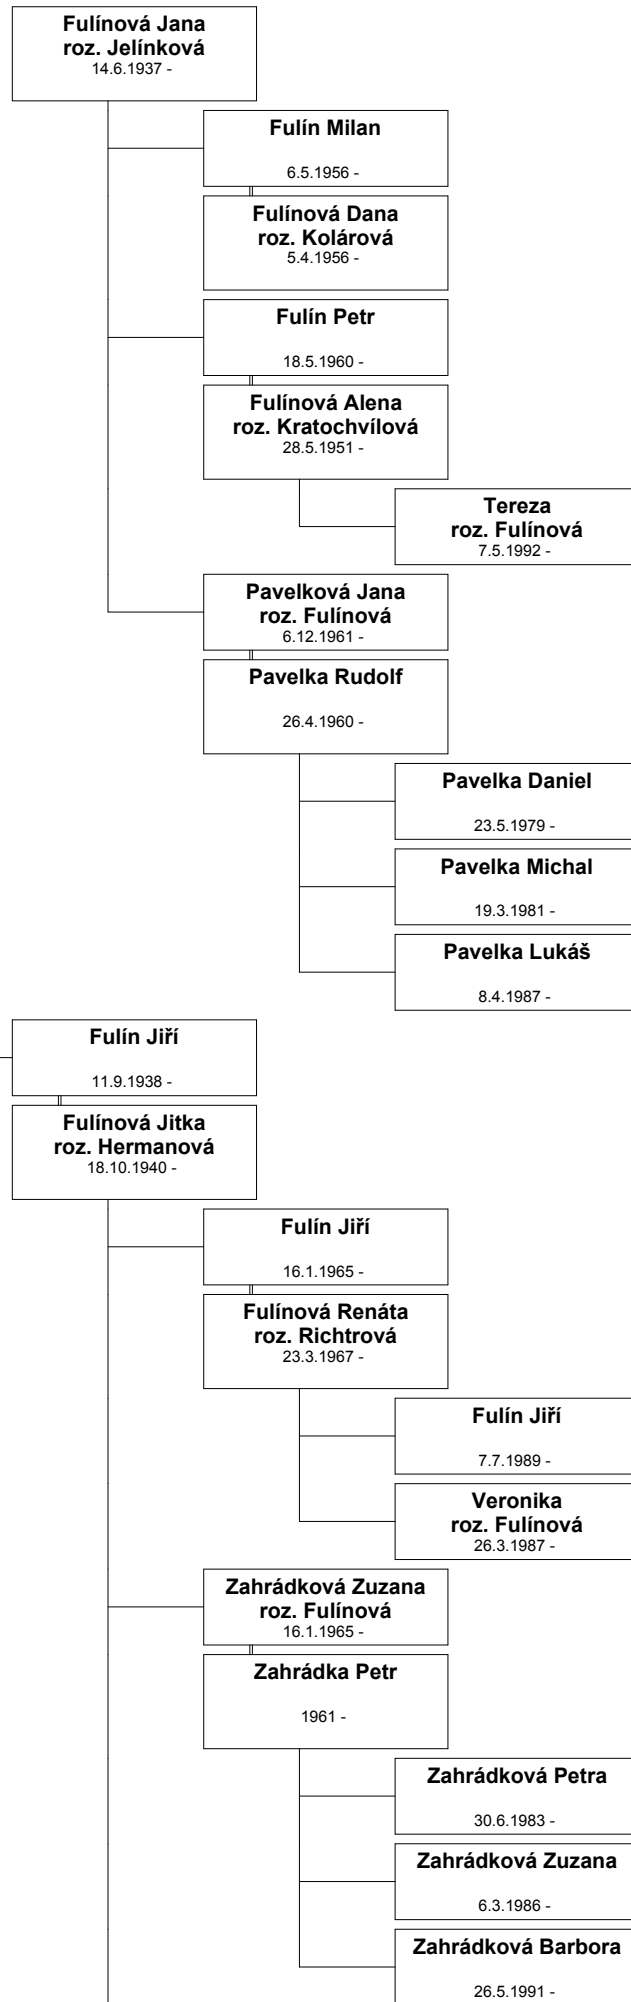 Fulínová Jana
roz. Jelínková
14.6.1937 -
Fulín Milan
6.5.1956 -
Fulínová Dana
roz. Kolárová
5.4.1956 -
Fulín Petr
18.5.1960 -
Fulínová Alena
roz. Kratochvílová
28.5.1951 -
Tereza
roz. Fulínová
7.5.1992 -
Pavelková Jana
roz. Fulínová
6.12.1961 -
Pavelka Rudolf
26.4.1960 -
Pavelka Daniel
23.5.1979 -
Pavelka Michal
19.3.1981 -
Pavelka Lukáš
8.4.1987 -
Fulín Jiří
11.9.1938 -
Fulínová Jitka
roz. Hermanová
18.10.1940 -
Fulín Jiří
16.1.1965 -
Fulínová Renáta
roz. Richtrová
23.3.1967 -
Fulín Jiří
7.7.1989 -
Veronika
roz. Fulínová
26.3.1987 -
Zahrádková Zuzana
roz. Fulínová
16.1.1965 -
Zahrádka Petr
1961 -
Zahrádková Petra
30.6.1983 -
Zahrádková Zuzana
6.3.1986 -
Zahrádková Barbora
26.5.1991 -